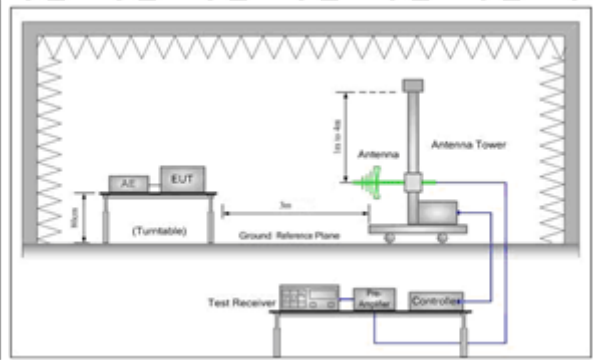 1m to 4m
Antenna
Antenna Tower
AE
EUT
80cm
3m
(Turntable)
Ground Reference Plane
Test Receiver
Pre-
Amplifier
Controller